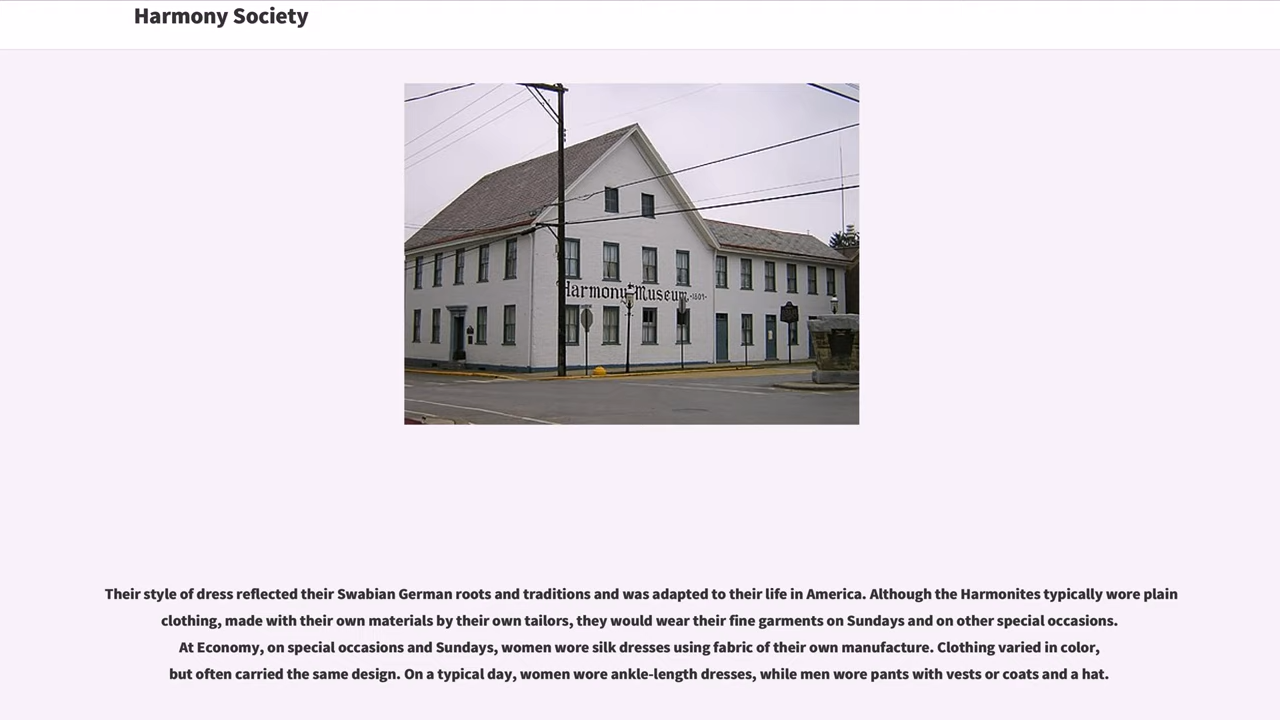 Harmony Society
Harmony Museum -1809-
Their style of dress reflected their Swabian German roots and traditions and was adapted to their life in America. Although the Harmonites typically wore plain
clothing, made with their own materials by their own tailors, they would wear their fine garments on Sundays and on other special occasions.
At Economy, on special occasions and Sundays, women wore silk dresses using fabric of their own manufacture. Clothing varied in color,
but often carried the same design. On a typical day, women wore ankle-length dresses, while men wore pants with vests or coats and a hat.